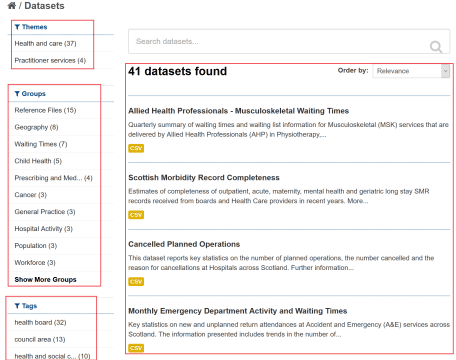 / Datasets
Themes
Health and care (37)
Practitioner services (4)
Groups
Reference Files (15)
Geography (8)
Waiting Times (7)
Child Health (5)
Prescribing and Med... (4)
Cancer (3)
General Practice (3)
Hospital Activity (3)
Population (3)
Workforce (3)
Show More Groups
Tags
health board (32)
council area (13)
health and social c... (10)
Search datasets...
41 datasets found
Order by: Relevance
Allied Health Professionals - Musculoskeletal Waiting Times
Quarterly summary of waiting times and waiting list information for Musculoskeletal (MSK) services that are
delivered by Allied Health Professionals (AHP) in Physiotherapy,...
CSV
Scottish Morbidity Record Completeness
Estimates of completeness of outpatient, acute, maternity, mental health and geriatric long stay SMR
records received from boards and Health Care providers in recent years. More...
CSV
Cancelled Planned Operations
This dataset reports key statistics on the number of planned operations, the number cancelled and the
reason for cancellations at Hospitals across Scotland. Further information...
CSV
Monthly Emergency Department Activity and Waiting Times
Key statistics on new and unplanned return attendances at Accident and Emergency (A&E) services across
Scotland. The information presented includes trends in the number of...
CSV